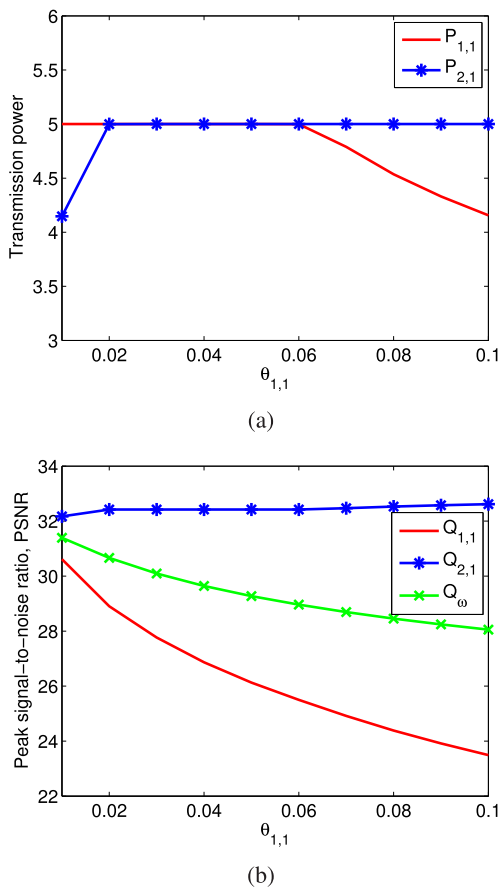 6
5.5
5
4.5
4
3.5
3
Transmission power
P1,1
P2,1
0.02 0.04 0.06 0.08 0.1
θ1,1
(a)
34
32
30
28
26
24
22
Peak signal−to−noise ratio, PSNR
Q1,1
Q2,1
Qω
0.02 0.04 0.06 0.08 0.1
θ1,1
(b)